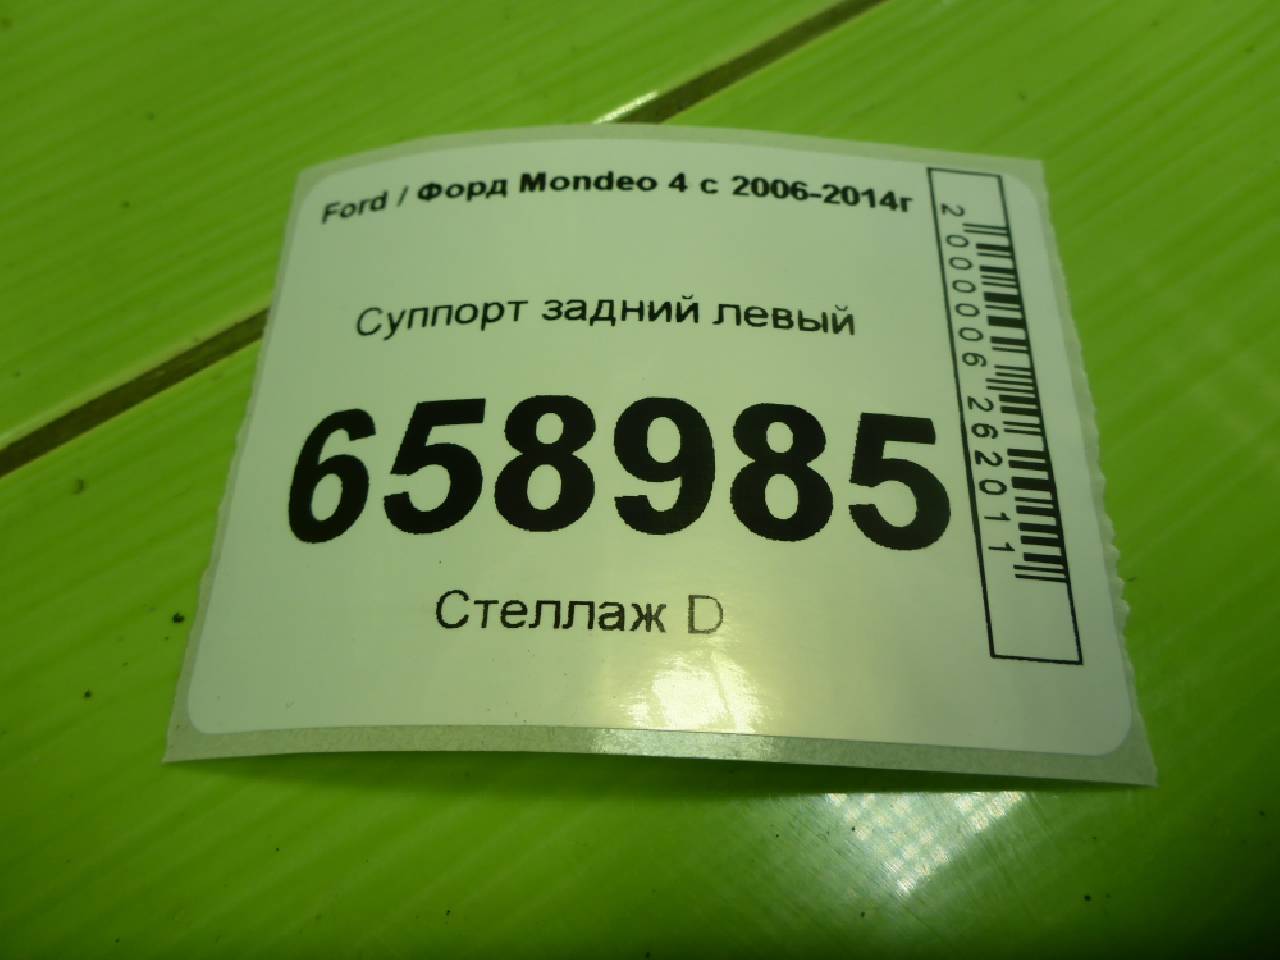 Ford / Форд Mondeo 4 с 2006-2014г
Суппорт задний левый
658985
Стеллаж D
2000006262011